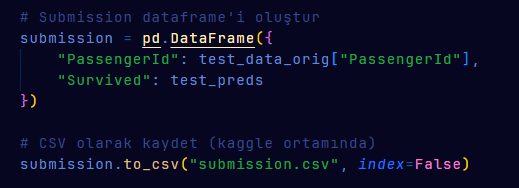 # Submission dataframe'i oluştur
submission = pd.DataFrame({
    "PassengerId": test_data_orig["PassengerId"],
    "Survived": test_preds
})

# CSV olarak kaydet (kaggle ortamında)
submission.to_csv("submission.csv", index=False)